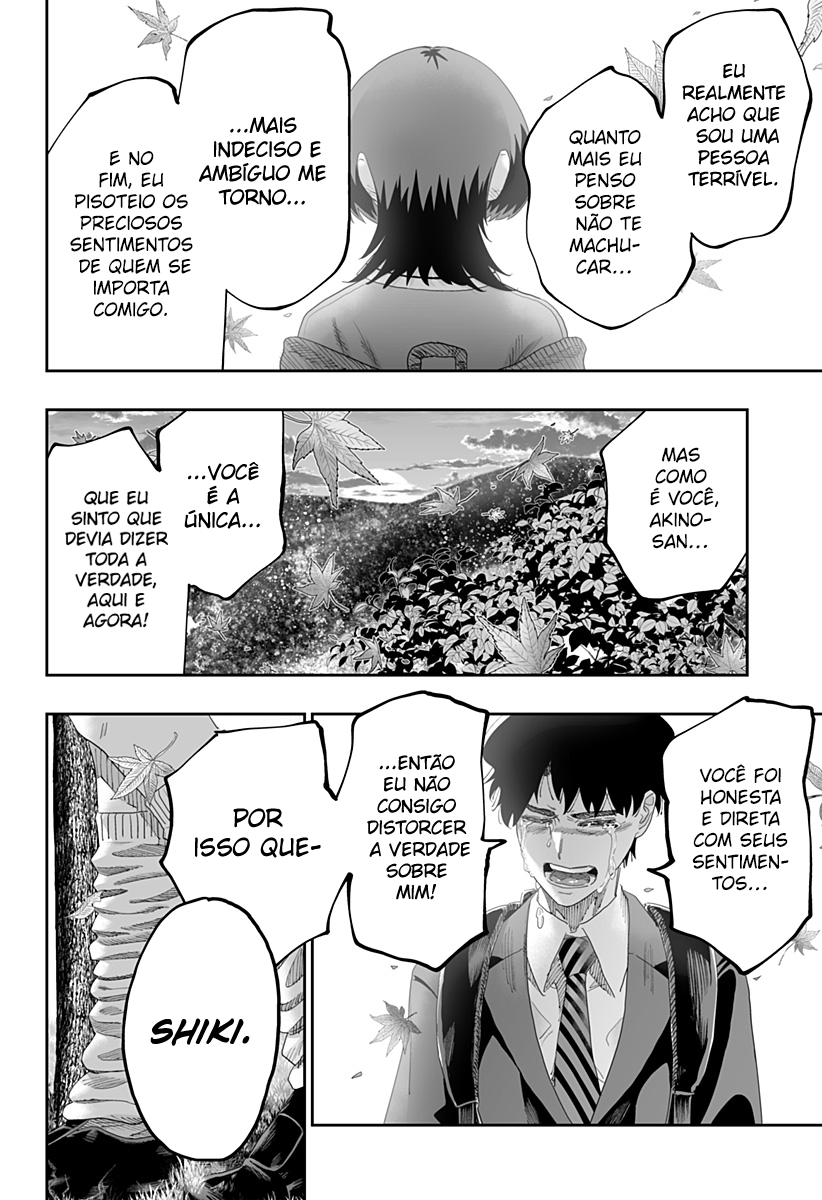 EU
REALMENTE
ACHO QUE
SOU UMA
PESSOA
TERRÍVEL.
QUANTO
MAIS EU
PENSO
SOBRE
NÃO TE
MACHU-
CAR...
...MAIS
INDECISO E
AMBÍGUO ME
TORNO...
E NO
FIM, EU
PISOTEIO OS
PRECIOSOS
SENTIMENTOS
DE QUEM SE
IMPORTA
COMIGO.
MAS
COMO
É VOCÊ,
AKINO-
SAN...
...VOCÊ
É A
ÚNICA...
QUE EU
SINTO QUE
DEVIA DIZER
TODA A
VERDADE,
AQUI E
AGORA!
VOCÊ FOI
HONESTA
E DIRETA
COM SEUS
SENTIMEN-
TOS...
...ENTÃO
EU NÃO
CONSIGO
DISTORCER
A VERDADE
SOBRE
MIM!
POR
ISSO QUE-
SHIKI.